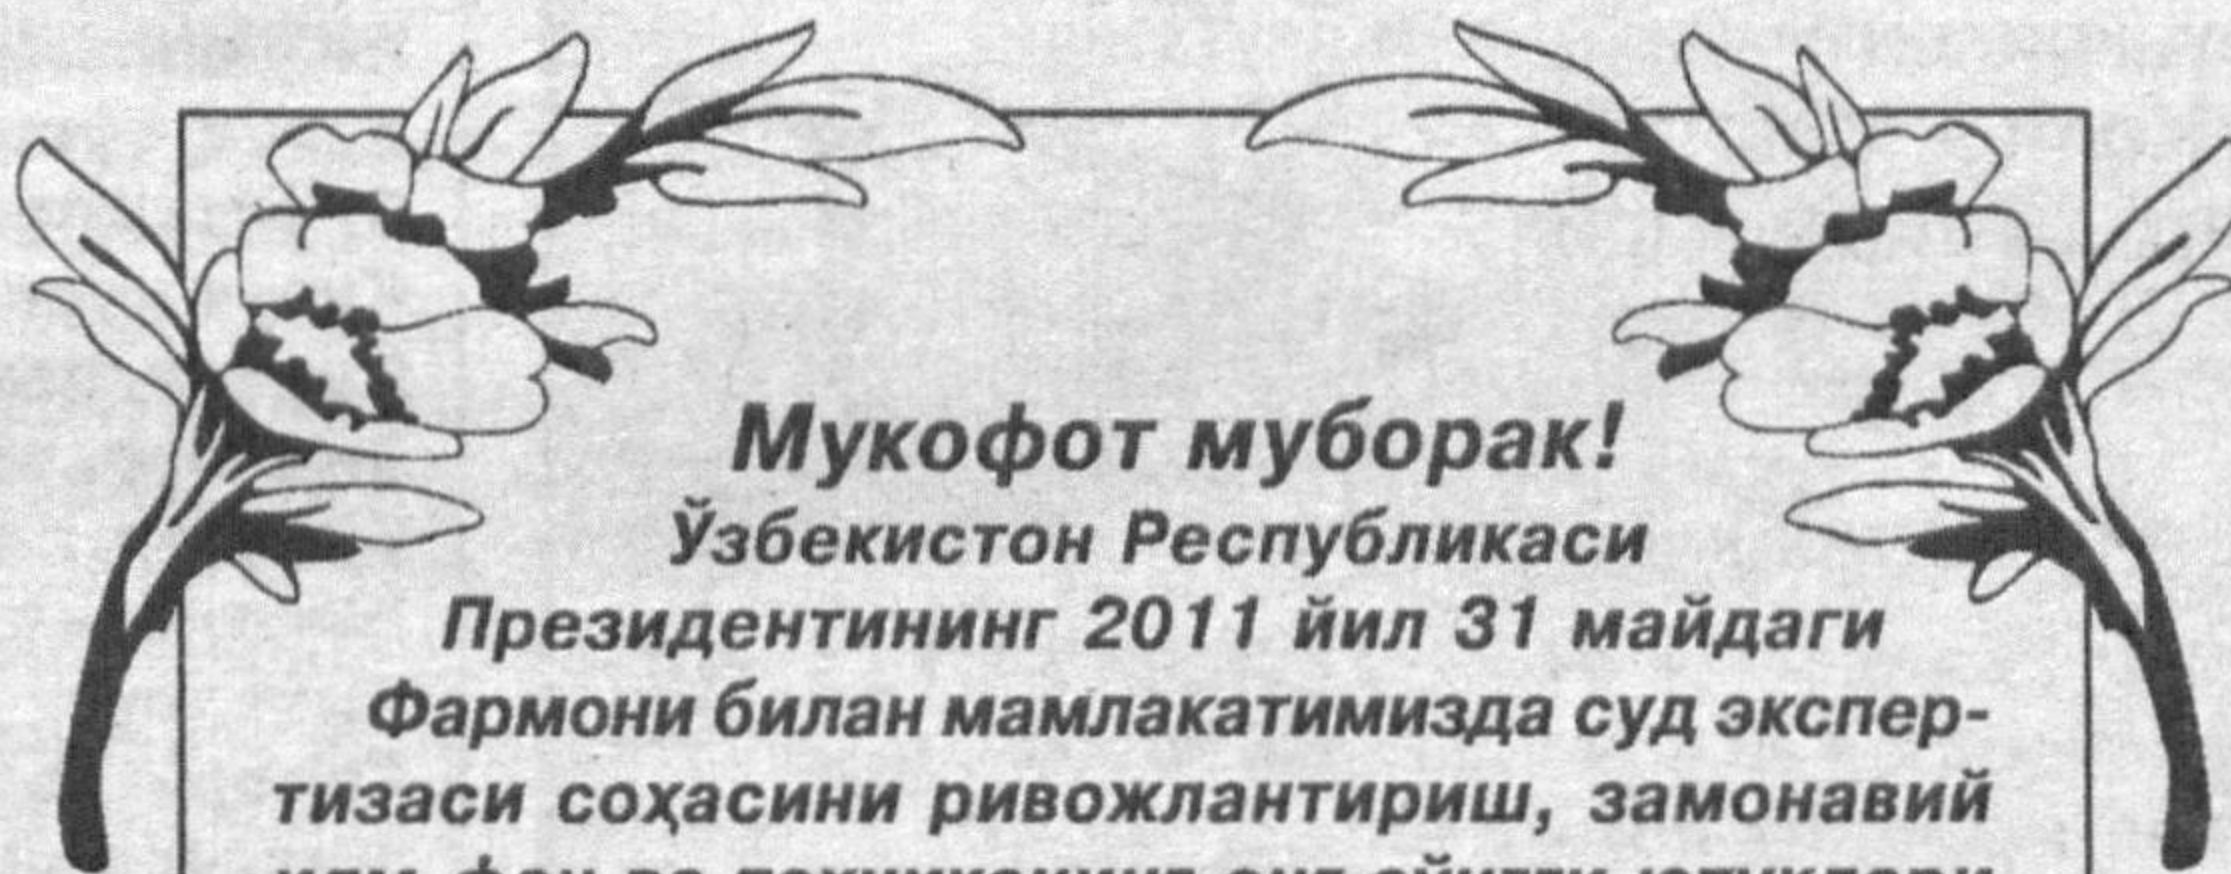 Мукофот муборак!
Ўзбекистон Республикаси
Президентининг 2011 йил 31 майдаги
Фармони билан мамлакатимизда суд экспер-
тизаси соҳасини ривожлантириш, замонавий